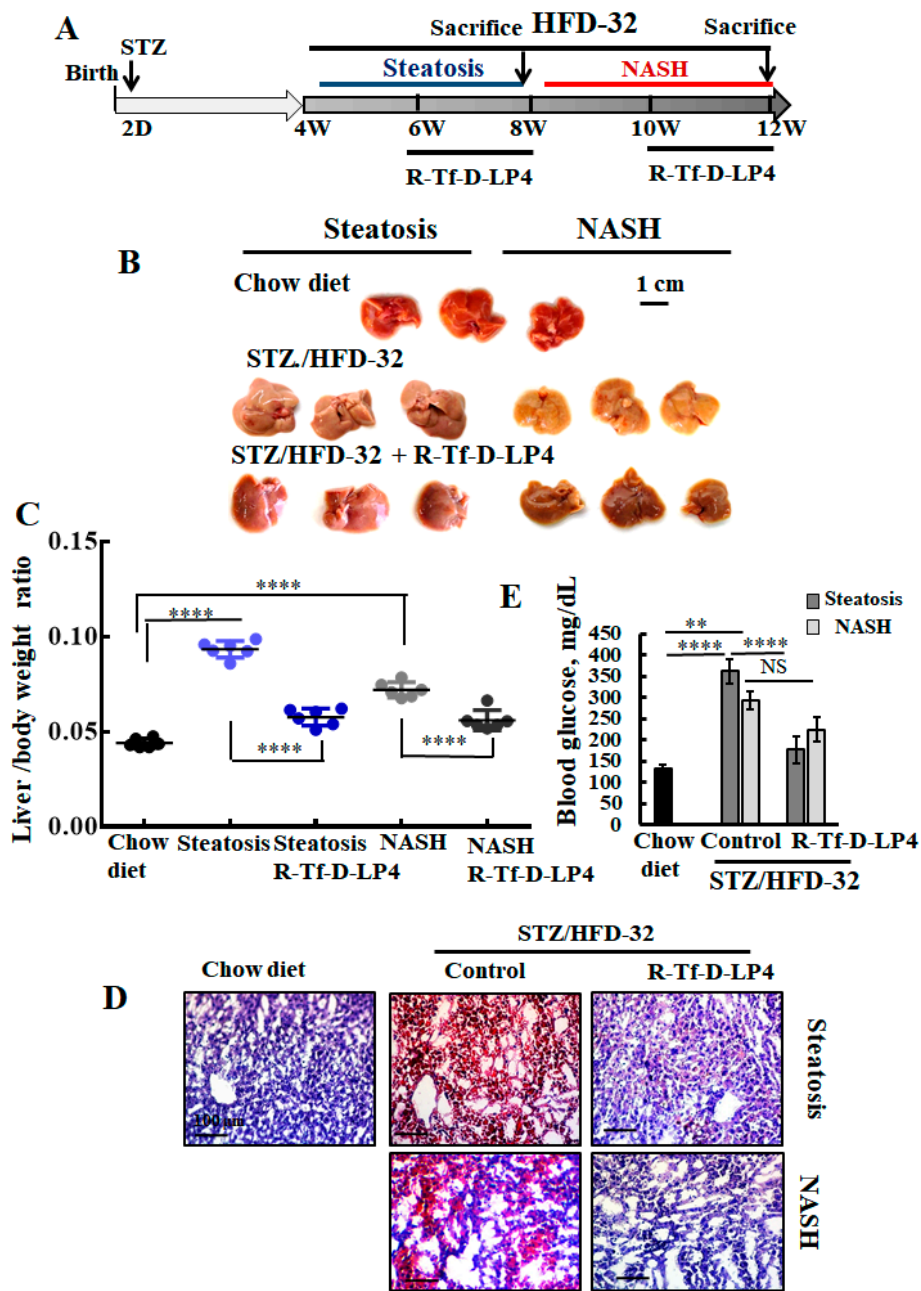 A
STZ
Birth
2D
Sacrifice HFD-32 Sacrifice
Steatosis NASH
4W 6W 8W 10W 12W
R-Tf-D-LP4 R-Tf-D-LP4
B
Steatosis NASH
Chow diet
1 cm
STZ./HFD-32
STZ/HFD-32 + R-Tf-D-LP4
C
Liver /body weight ratio
0.15
0.10
0.05
0.00
****
****
****
****
Chow
diet
Steatosis
Steatosis
R-Tf-D-LP4
NASH
NASH
R-Tf-D-LP4
E
Steatosis
NASH
Blood glucose, mg/dL
450
400
350
300
250
200
150
100
50
0
**
**** ****
NS
Chow
diet
Control R-Tf-D-LP4
STZ/HFD-32
D
STZ/HFD-32
Chow diet Control R-Tf-D-LP4
Steatosis
NASH